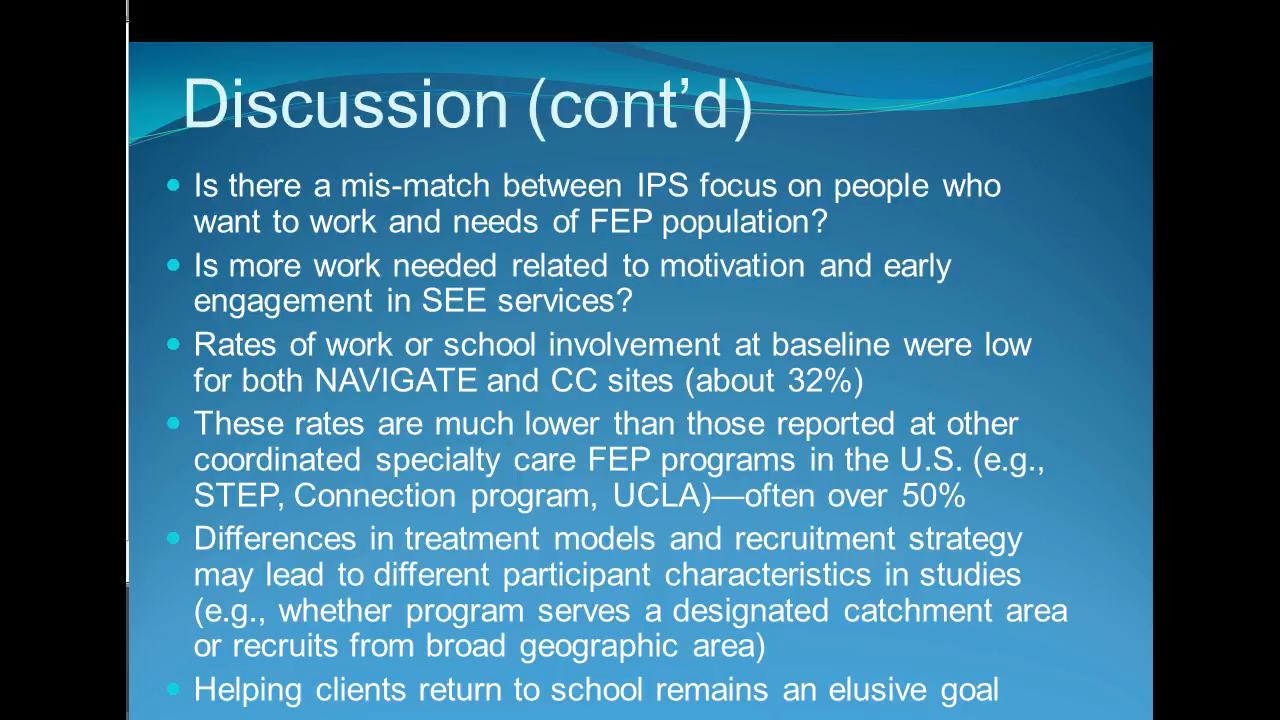 Discussion (cont’d)
• Is there a mis-match between IPS focus on people who
want to work and needs of FEP population?
• Is more work needed related to motivation and early
engagement in SEE services?
• Rates of work or school involvement at baseline were low
for both NAVIGATE and CC sites (about 32%)
• These rates are much lower than those reported at other
coordinated specialty care FEP programs in the U.S. (e.g.,
STEP, Connection program, UCLA)—often over 50%
• Differences in treatment models and recruitment strategy
may lead to different participant characteristics in studies
(e.g., whether program serves a designated catchment area
or recruits from broad geographic area)
• Helping clients return to school remains an elusive goal